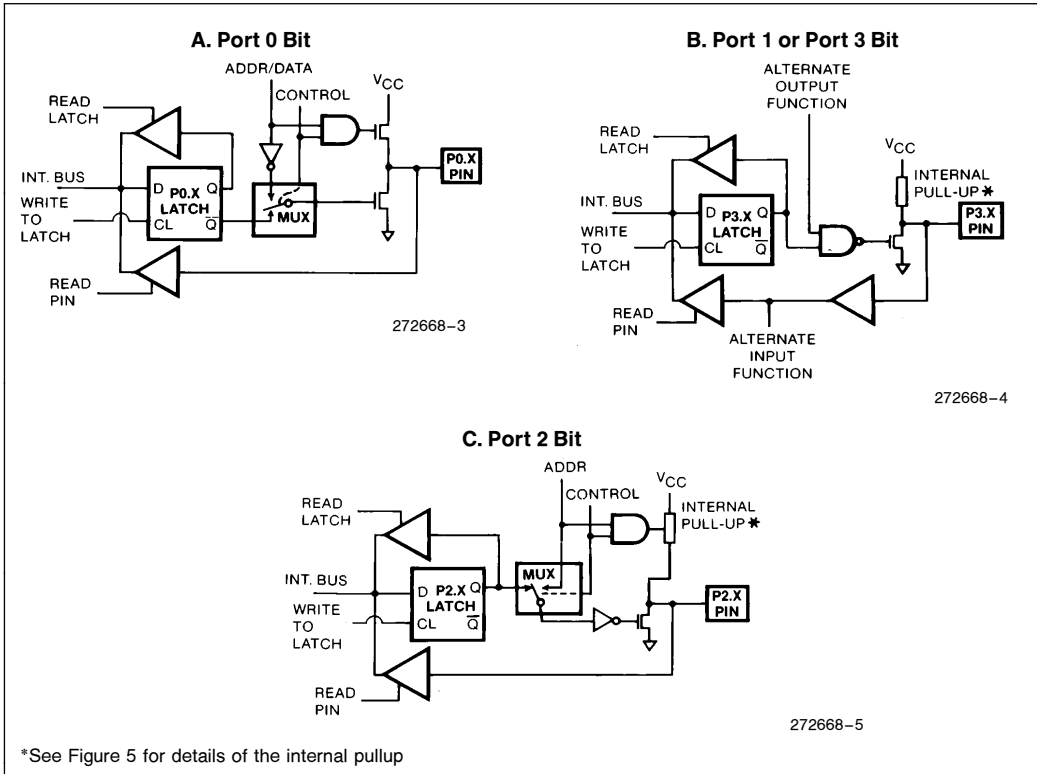 A. Port 0 Bit
ADDR/DATA
CONTROL
VCC
READ
LATCH
P0.X
PIN
INT. BUS
D P0.X Q
LATCH
WRITE
TO
LATCH
CL Q̅
MUX
READ
PIN
272668–3
B. Port 1 or Port 3 Bit
ALTERNATE
OUTPUT
FUNCTION
READ
LATCH
VCC
INTERNAL
PULL-UP *
INT. BUS
D P3.X Q
LATCH
P3.X
PIN
WRITE
TO
LATCH
CL Q̅
READ
PIN
ALTERNATE
INPUT
FUNCTION
272668–4
C. Port 2 Bit
ADDR
CONTROL
VCC
READ
LATCH
INTERNAL
PULL-UP *
MUX
INT. BUS
D P2.X Q
LATCH
P2.X
PIN
WRITE
TO
LATCH
CL Q̅
READ
PIN
272668–5
*See Figure 5 for details of the internal pullup